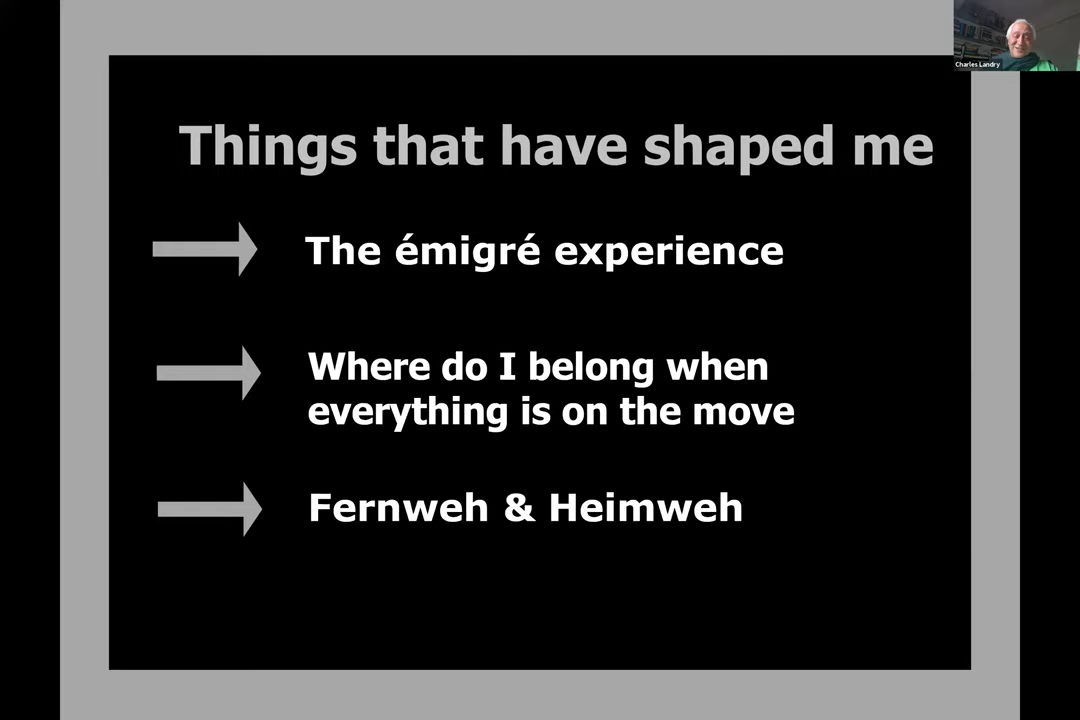 Charles Landry
Things that have shaped me
The émigré experience
Where do I belong when
everything is on the move
Fernweh & Heimweh